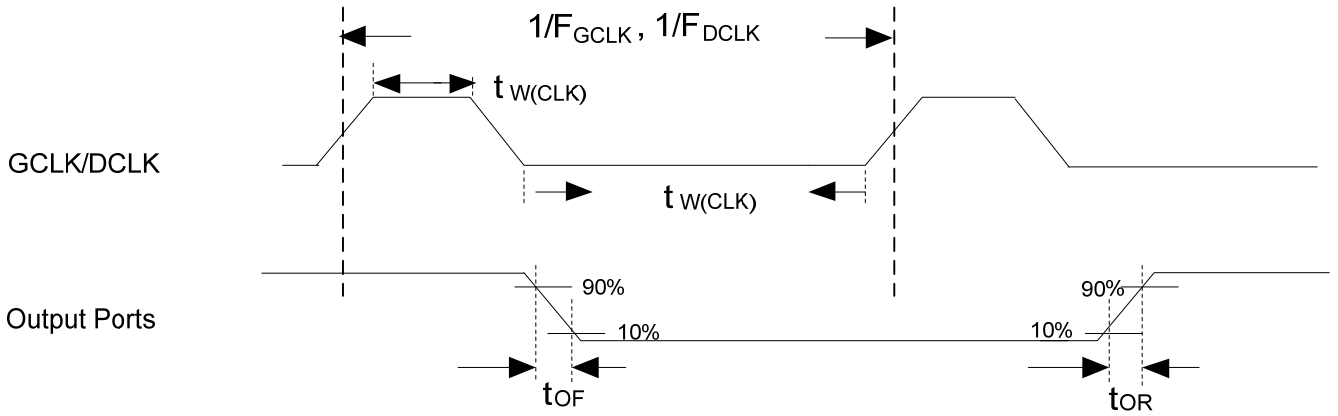 1/FGCLK , 1/FDCLK
t W(CLK)
GCLK/DCLK
t W(CLK)
Output Ports
90%
10%
90%
10%
tOF
tOR